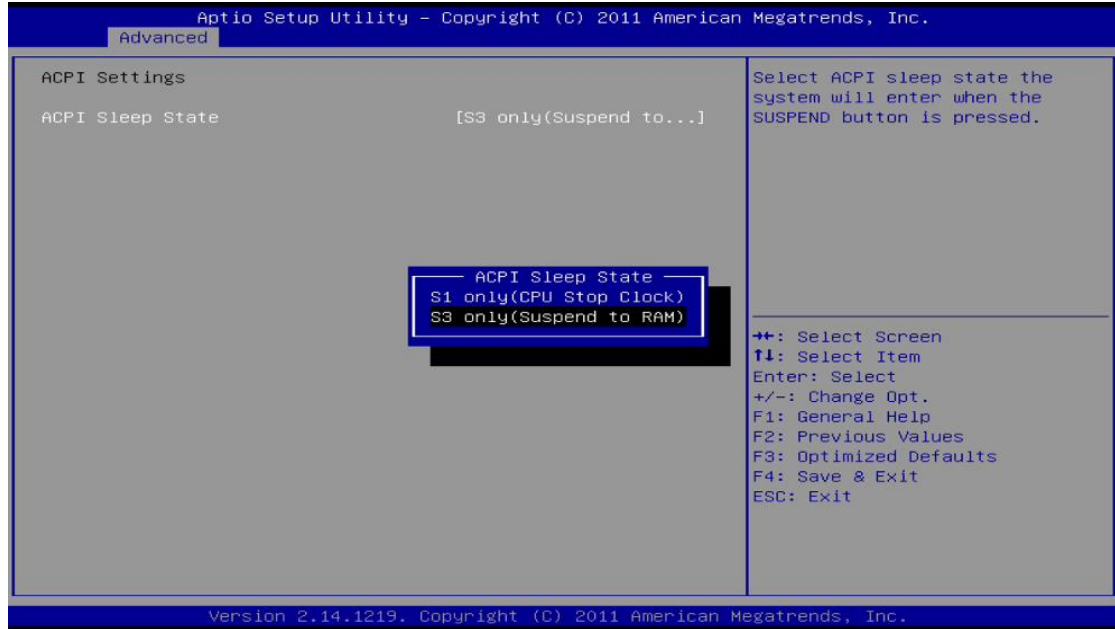 Aptio Setup Utility – Copyright (C) 2011 American Megatrends, Inc.
Advanced
ACPI Settings
ACPI Sleep State [S3 only(Suspend to...]
Select ACPI sleep state the
system will enter when the
SUSPEND button is pressed.
ACPI Sleep State
S1 only(CPU Stop Clock)
S3 only(Suspend to RAM)
→←: Select Screen
↑↓: Select Item
Enter: Select
+/-: Change Opt.
F1: General Help
F2: Previous Values
F3: Optimized Defaults
F4: Save & Exit
ESC: Exit
Version 2.14.1219. Copyright (C) 2011 American Megatrends, Inc.